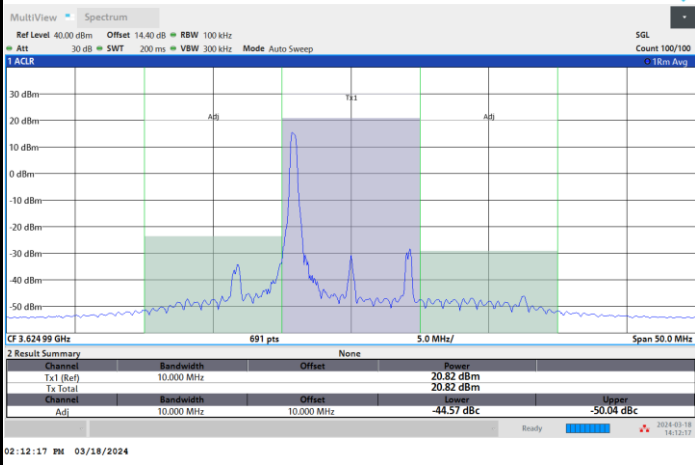 MultiView Spectrum
Ref Level 40.00 dBm Offset 14.40 dB RBW 100 kHz SGL
Att 30 dB SWT 200 ms VBW 300 kHz Mode Auto Sweep Count 100/100
1 ACLR 1Rm Avg
30 dBm
Tx1
20 dBm
Adj Adj
10 dBm
0 dBm
-10 dBm
-20 dBm
-30 dBm
-40 dBm
-50 dBm
CF 3.624 99 GHz 691 pts 5.0 MHz/ Span 50.0 MHz
2 Result Summary None
Channel Bandwidth Offset Power
Tx1 (Ref) 10.000 MHz 20.82 dBm
Tx Total 20.82 dBm
Channel Bandwidth Offset Lower Upper
Adj 10.000 MHz 10.000 MHz -44.57 dBc -50.04 dBc
Ready 2024-03-18
14:12:17
02:12:17 PM 03/18/2024